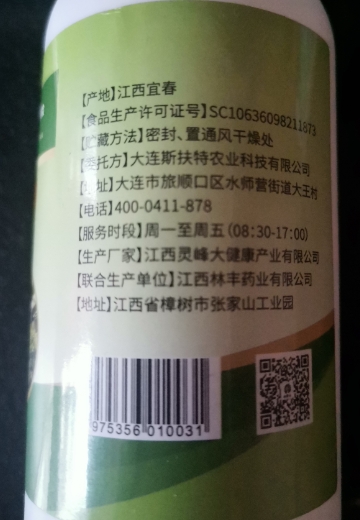 【产地】江西宜春
【食品生产许可证号】SC10636098211873
【贮藏方法】密封、置通风干燥处
【委托方】大连斯扶特农业科技有限公司
【地址】大连市旅顺口区水师营街道大王村
【电话】400-0411-878
【服务时段】周一至周五(08:30-17:00)
【生产厂家】江西灵峰大健康产业有限公司
【联合生产单位】江西林丰药业有限公司
【地址】江西省樟树市张家山工业园
975356 010031